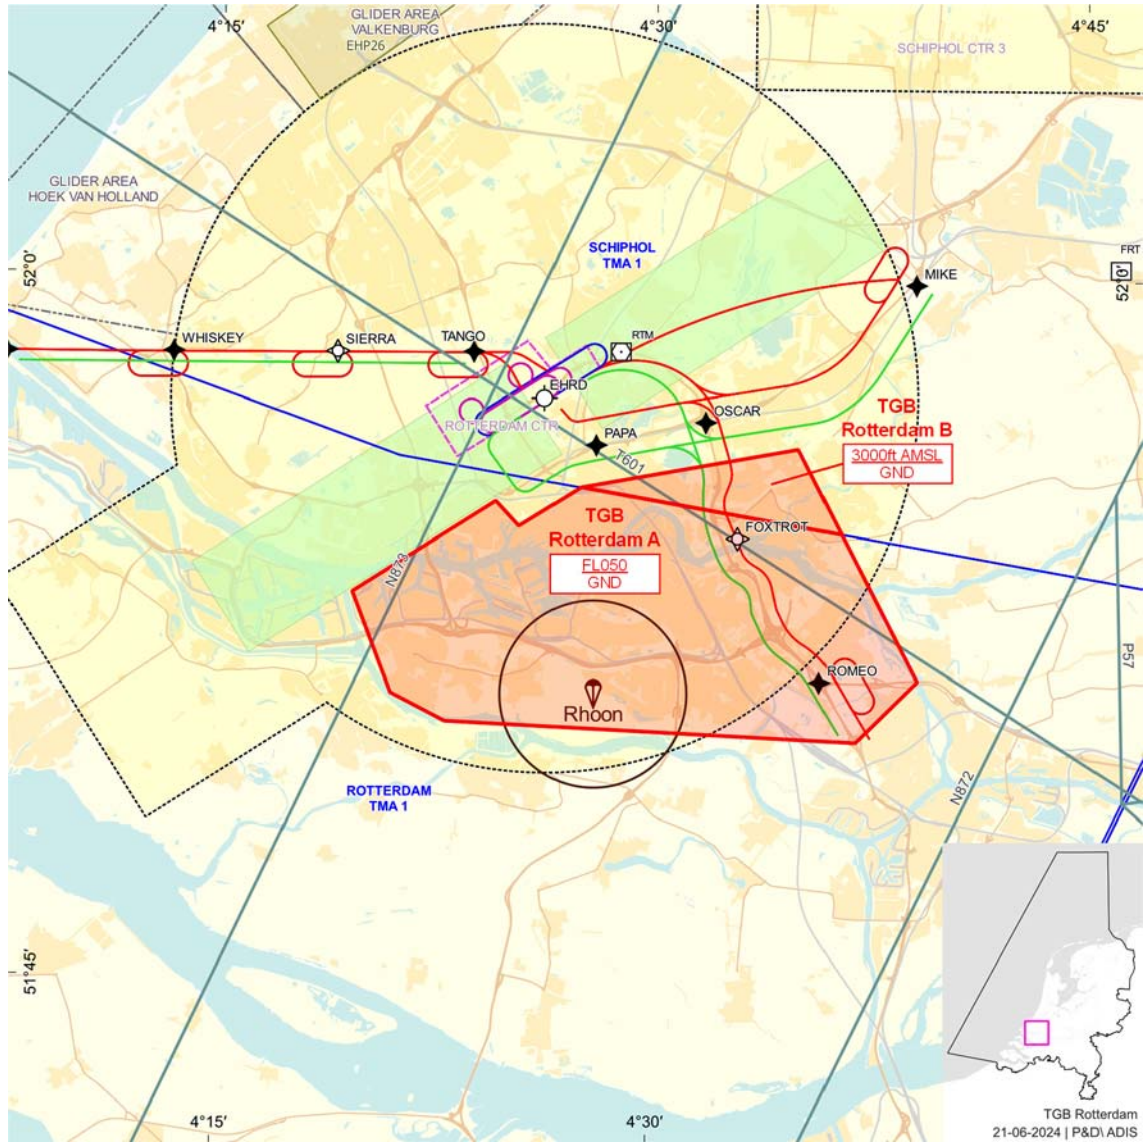 4°15′
4°30′
4°45′
GLIDER AREA
VALKENBURG
EHP26
SCHIPHOL CTR 3
GLIDER AREA
HOEK VAN HOLLAND
52°0′
SCHIPHOL
TMA 1
FRT
52°0′
MIKE
WHISKEY
SIERRA
TANGO
RTM
EHRD
ROTTERDAM CTR
PAPA
OSCAR
T601
TGB
Rotterdam B
3000ft AMSL
GND
TGB
Rotterdam A
FL050
GND
FOXTROT
N873
P57
ROMEO
Rhoon
ROTTERDAM
TMA 1
N872
51°45′
4°15′
4°30′
TGB Rotterdam
21-06-2024 | P&D\ ADIS